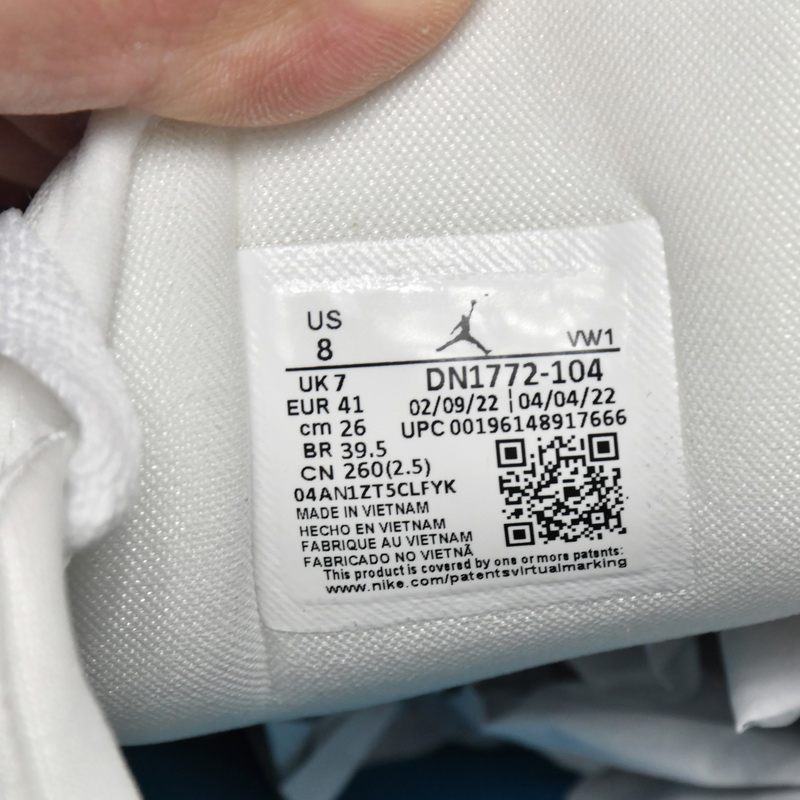 US
8
VW1
UK 7
DN1772-104
EUR 41
02/09/22 | 04/04/22
cm 26
UPC 00196148917666
BR 39.5
CN 260(2.5)
04AN1ZT5CLFYK
MADE IN VIETNAM
HECHO EN VIETNAM
FABRIQUE AU VIETNAM
FABRICADO NO VIETNÃ
This product is covered by one or more patents:
www.nike.com/patentsvirtualmarking